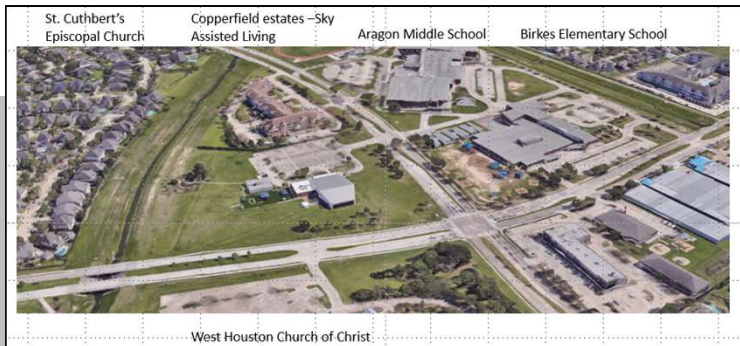 St. Cuthbert's
Episcopal Church
Copperfield estates –Sky
Assisted Living
Aragon Middle School
Birkes Elementary School
West Houston Church of Christ